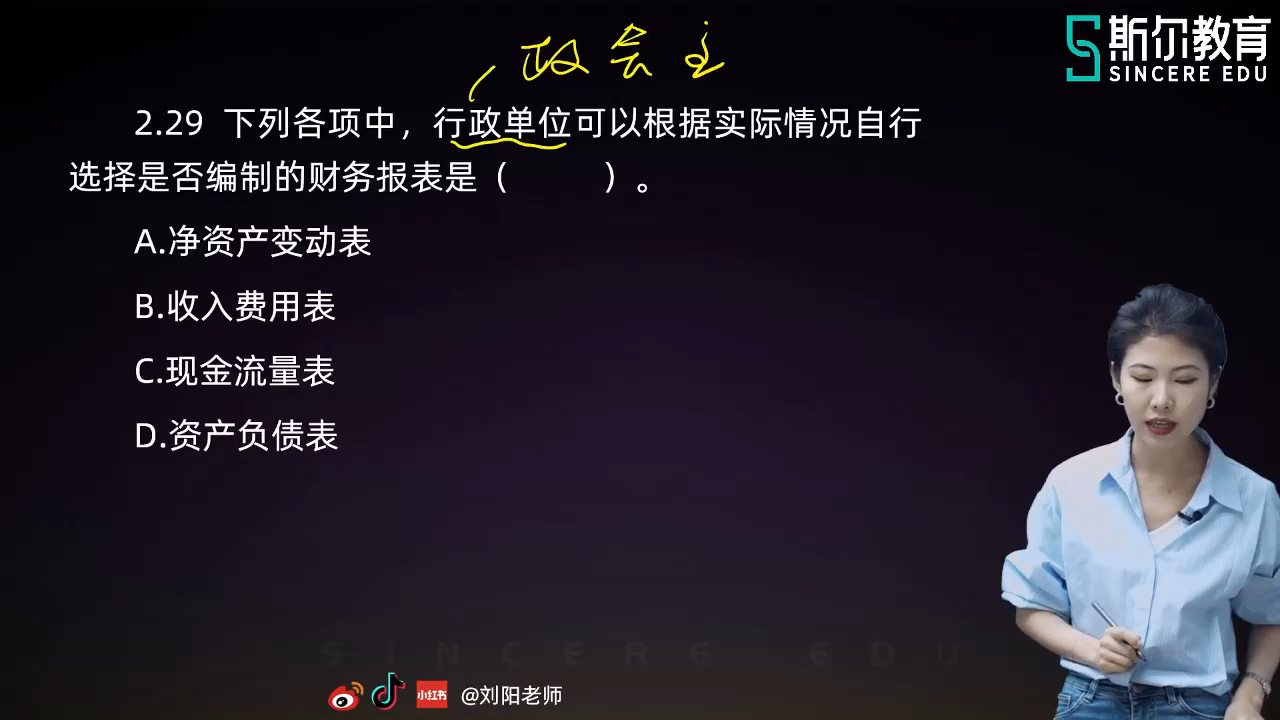 斯尔教育
SINCERE EDU
政会主
2.29 下列各项中，行政单位可以根据实际情况自行
选择是否编制的财务报表是（ ）。
A.净资产变动表
B.收入费用表
C.现金流量表
D.资产负债表
SINCERE EDU
小红书 @刘阳老师